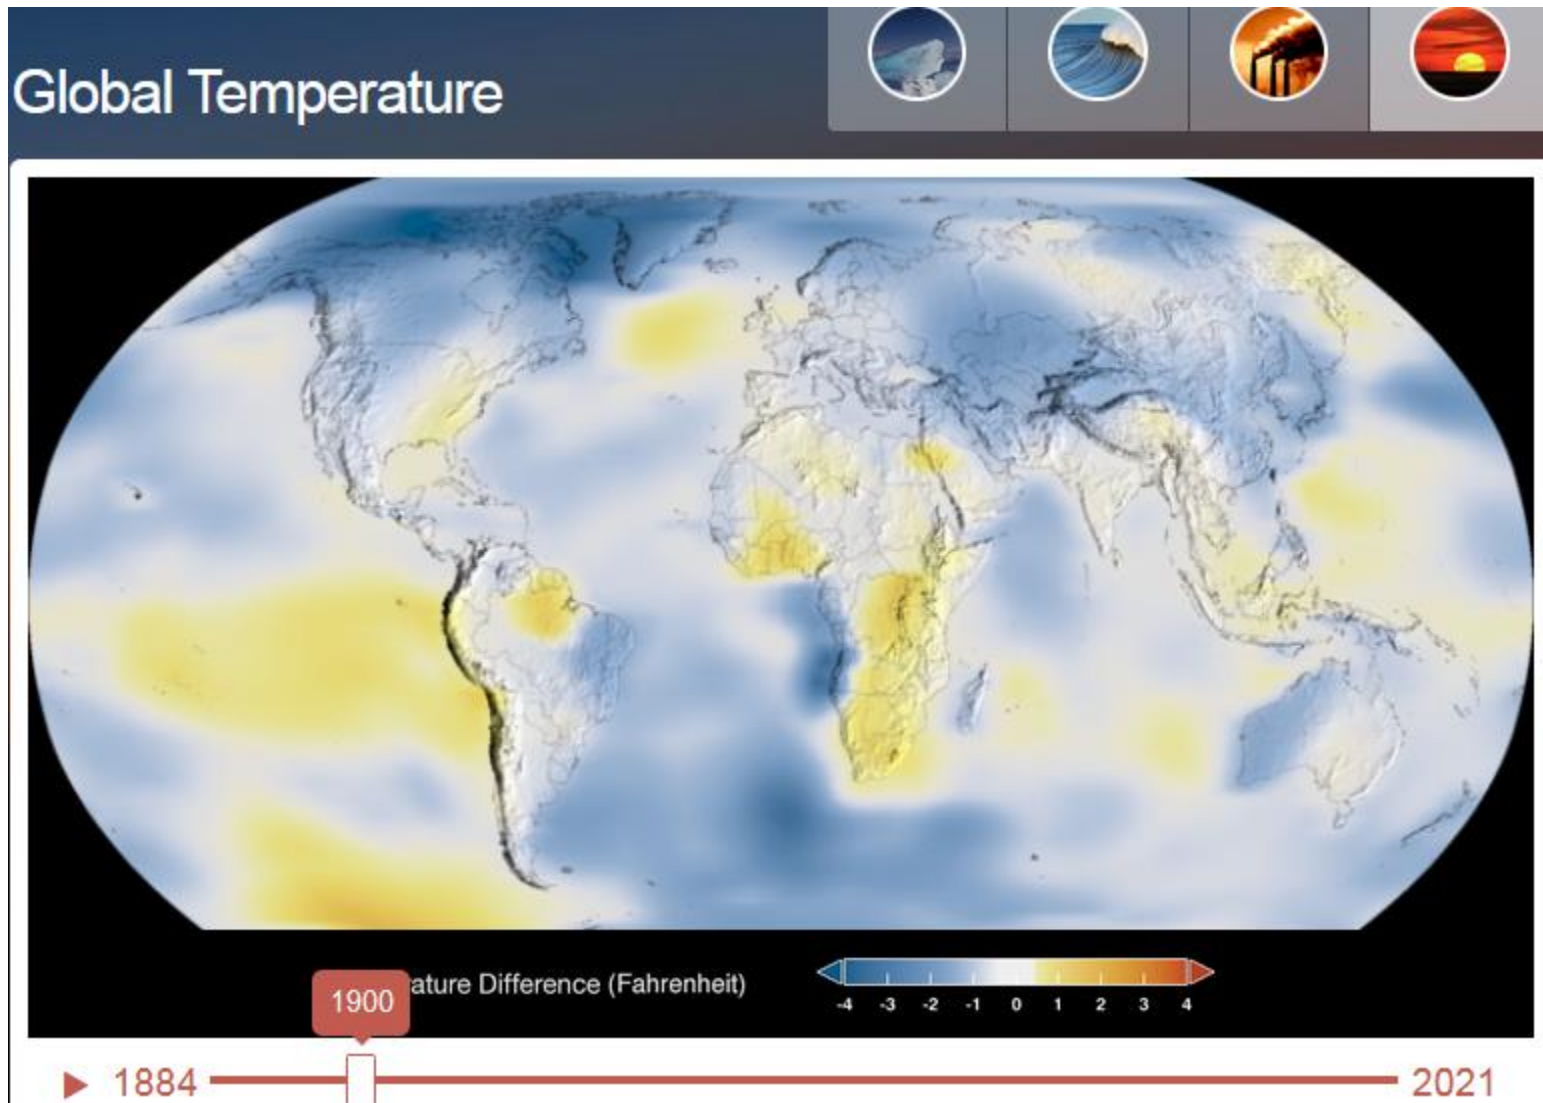 Global Temperature
ature Difference (Fahrenheit)
-4 -3 -2 -1 0 1 2 3 4
1900
1884 2021